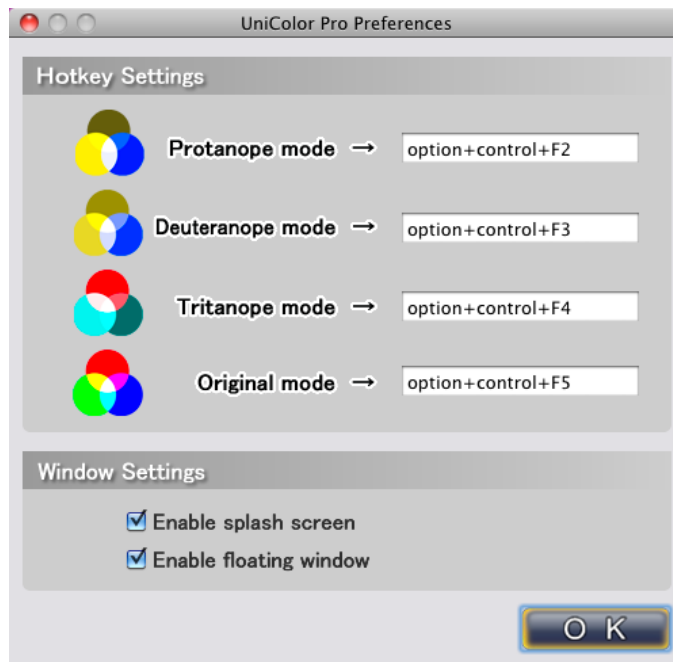 UniColor Pro Preferences
Hotkey Settings
Protanope mode → option+control+F2
Deuteranope mode → option+control+F3
Tritanope mode → option+control+F4
Original mode → option+control+F5
Window Settings
Enable splash screen
Enable floating window
OK